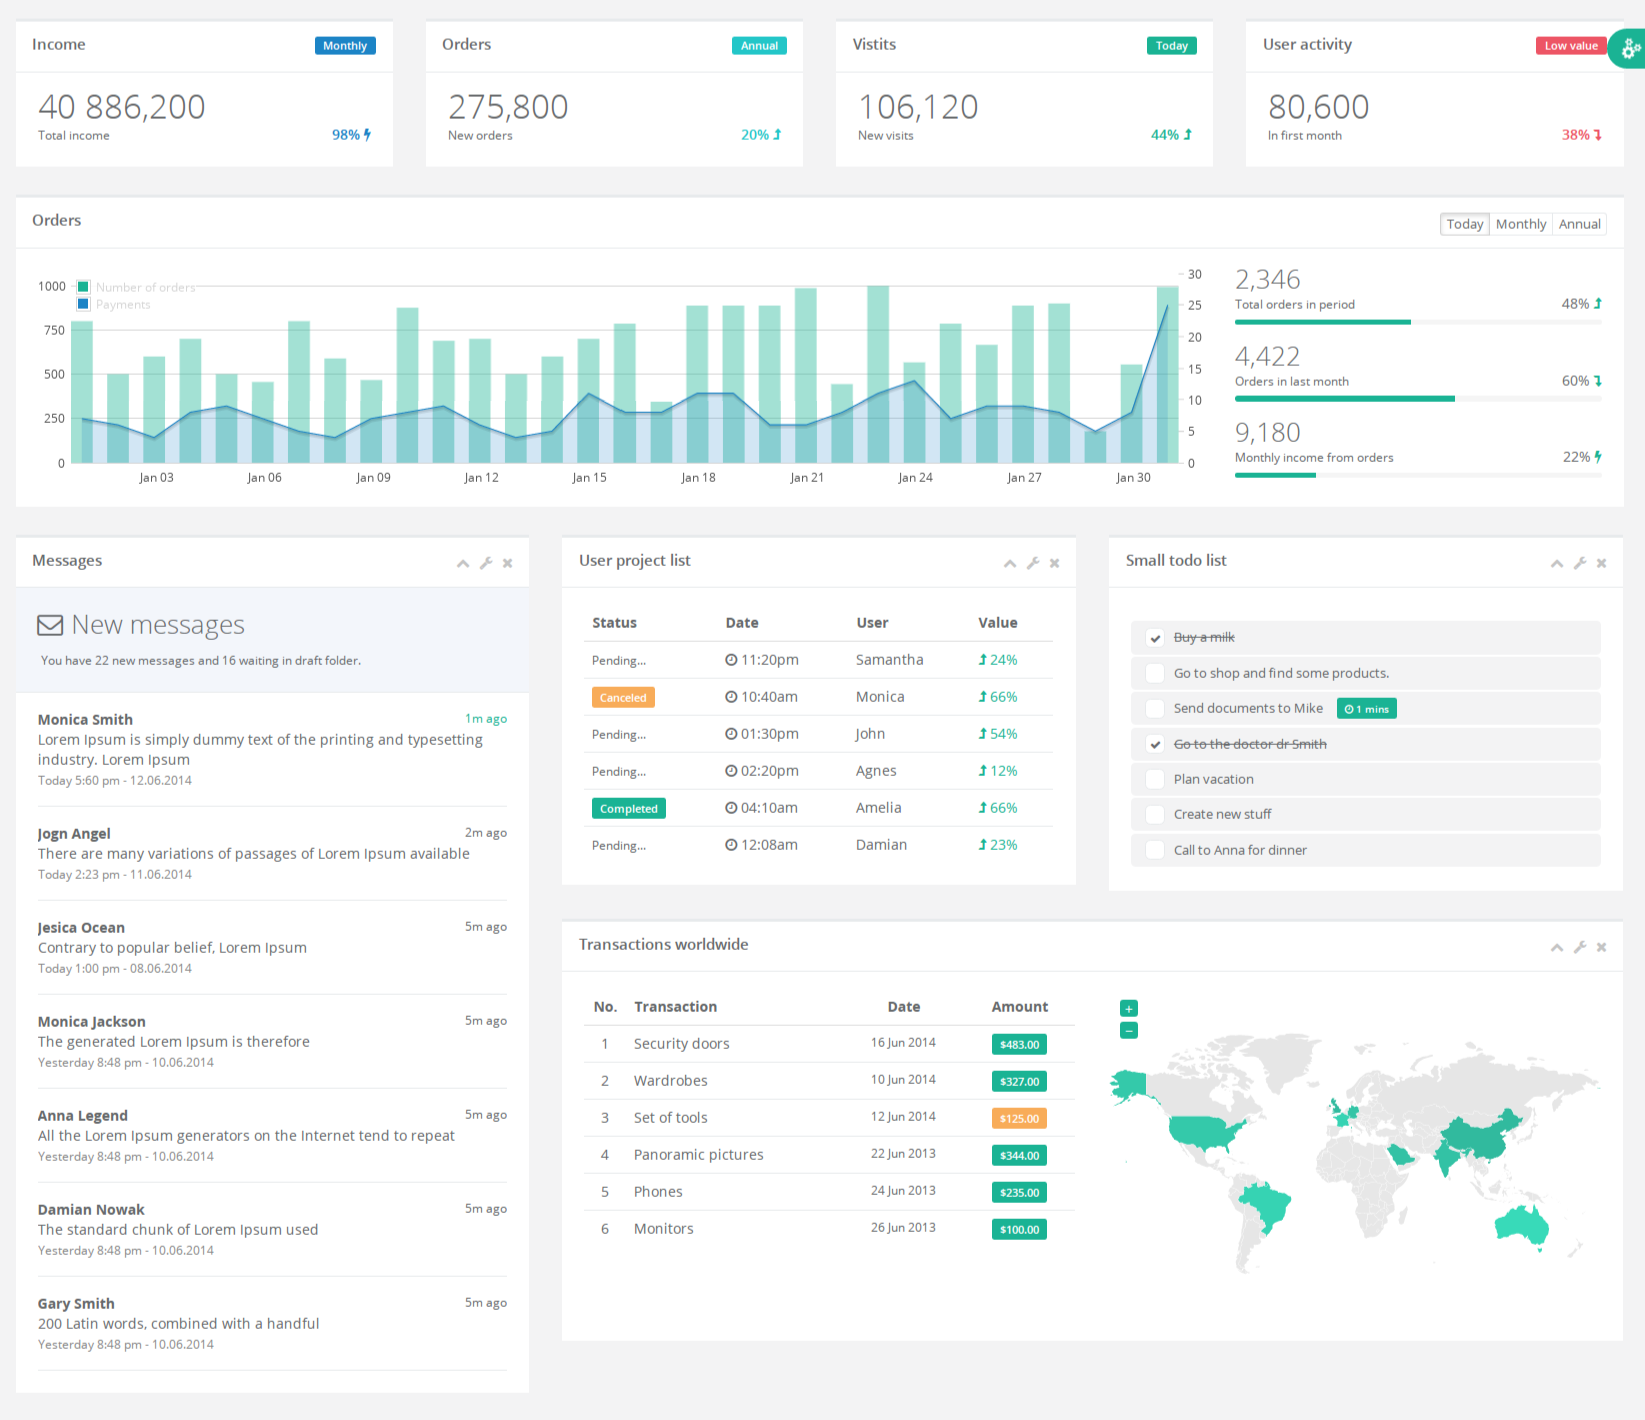 Income Monthly
40 886,200
Total income 98%
Orders Annual
275,800
New orders 20%
Vistits Today
106,120
New visits 44%
User activity Low value
80,600
In first month 38%
Orders
Today Monthly Annual
Number of orders
Payments
1000
750
500
250
0
30
25
20
15
10
5
0
Jan 03 Jan 06 Jan 09 Jan 12 Jan 15 Jan 18 Jan 21 Jan 24 Jan 27 Jan 30
2,346
Total orders in period 48%
4,422
Orders in last month 60%
9,180
Monthly income from orders 22%
Messages
New messages
You have 22 new messages and 16 waiting in draft folder.
Monica Smith 1m ago
Lorem Ipsum is simply dummy text of the printing and typesetting
industry. Lorem Ipsum
Today 5:60 pm - 12.06.2014
Jogn Angel 2m ago
There are many variations of passages of Lorem Ipsum available
Today 2:23 pm - 11.06.2014
Jesica Ocean 5m ago
Contrary to popular belief, Lorem Ipsum
Today 1:00 pm - 08.06.2014
Monica Jackson 5m ago
The generated Lorem Ipsum is therefore
Yesterday 8:48 pm - 10.06.2014
Anna Legend 5m ago
All the Lorem Ipsum generators on the Internet tend to repeat
Yesterday 8:48 pm - 10.06.2014
Damian Nowak 5m ago
The standard chunk of Lorem Ipsum used
Yesterday 8:48 pm - 10.06.2014
Gary Smith 5m ago
200 Latin words, combined with a handful
Yesterday 8:48 pm - 10.06.2014
User project list
Status Date User Value
Pending... 11:20pm Samantha 24%
Canceled 10:40am Monica 66%
Pending... 01:30pm John 54%
Pending... 02:20pm Agnes 12%
Completed 04:10am Amelia 66%
Pending... 12:08am Damian 23%
Small todo list
Buy a milk
Go to shop and find some products.
Send documents to Mike 1 mins
Go to the doctor dr Smith
Plan vacation
Create new stuff
Call to Anna for dinner
Transactions worldwide
No. Transaction Date Amount
1 Security doors 16 Jun 2014 $483.00
2 Wardrobes 10 Jun 2014 $327.00
3 Set of tools 12 Jun 2014 $125.00
4 Panoramic pictures 22 Jun 2013 $344.00
5 Phones 24 Jun 2013 $235.00
6 Monitors 26 Jun 2013 $100.00
+
−